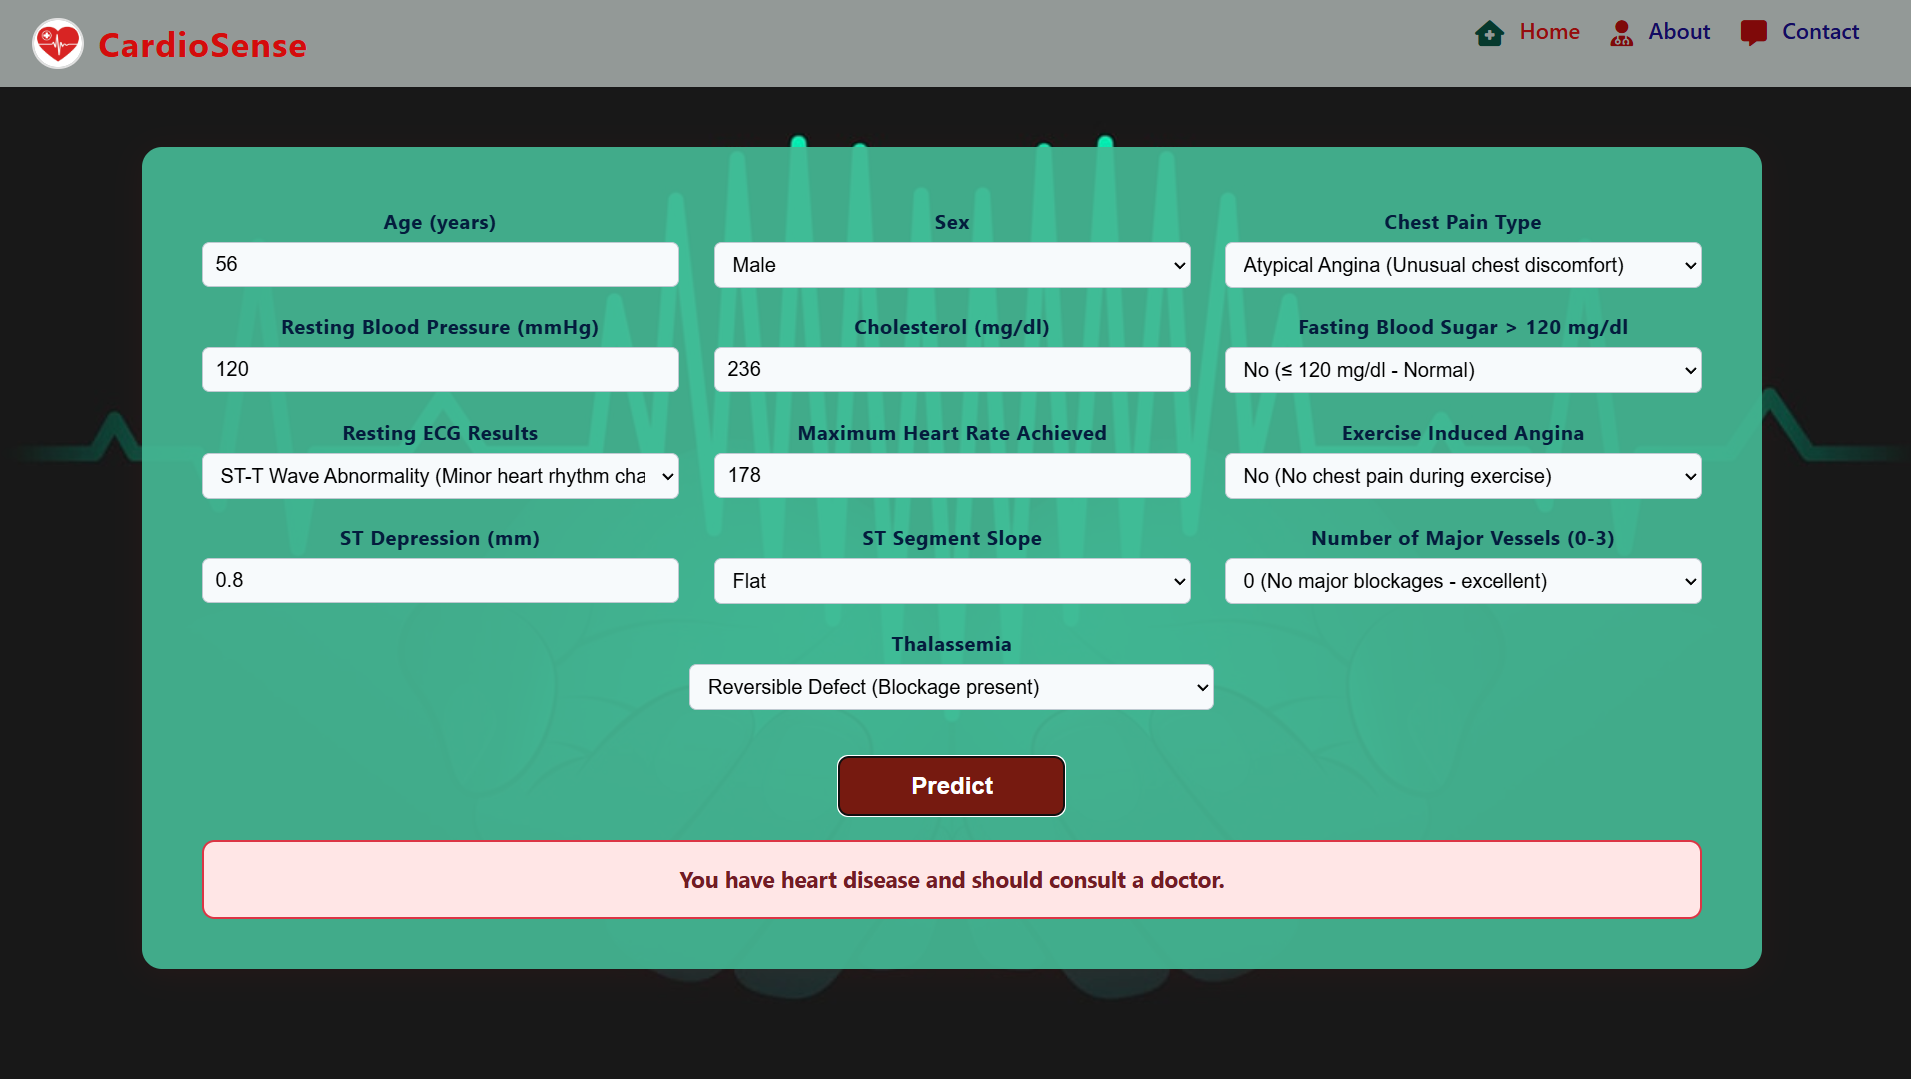 CardioSense
Home
About
Contact
Age (years)
Sex
Chest Pain Type
56
Male
Atypical Angina (Unusual chest discomfort)
Resting Blood Pressure (mmHg)
Cholesterol (mg/dl)
Fasting Blood Sugar > 120 mg/dl
120
236
No (≤ 120 mg/dl - Normal)
Resting ECG Results
Maximum Heart Rate Achieved
Exercise Induced Angina
ST-T Wave Abnormality (Minor heart rhythm cha
178
No (No chest pain during exercise)
ST Depression (mm)
ST Segment Slope
Number of Major Vessels (0-3)
0.8
Flat
0 (No major blockages - excellent)
Thalassemia
Reversible Defect (Blockage present)
Predict
You have heart disease and should consult a doctor.